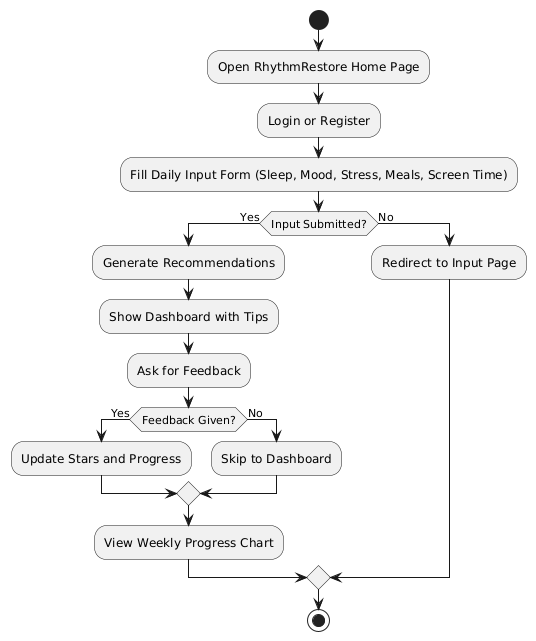 Open RhythmRestore Home Page
Login or Register
Fill Daily Input Form (Sleep, Mood, Stress, Meals, Screen Time)
Yes
Input Submitted?
No
Generate Recommendations
Redirect to Input Page
Show Dashboard with Tips
Ask for Feedback
Yes
Feedback Given?
No
Update Stars and Progress
Skip to Dashboard
View Weekly Progress Chart